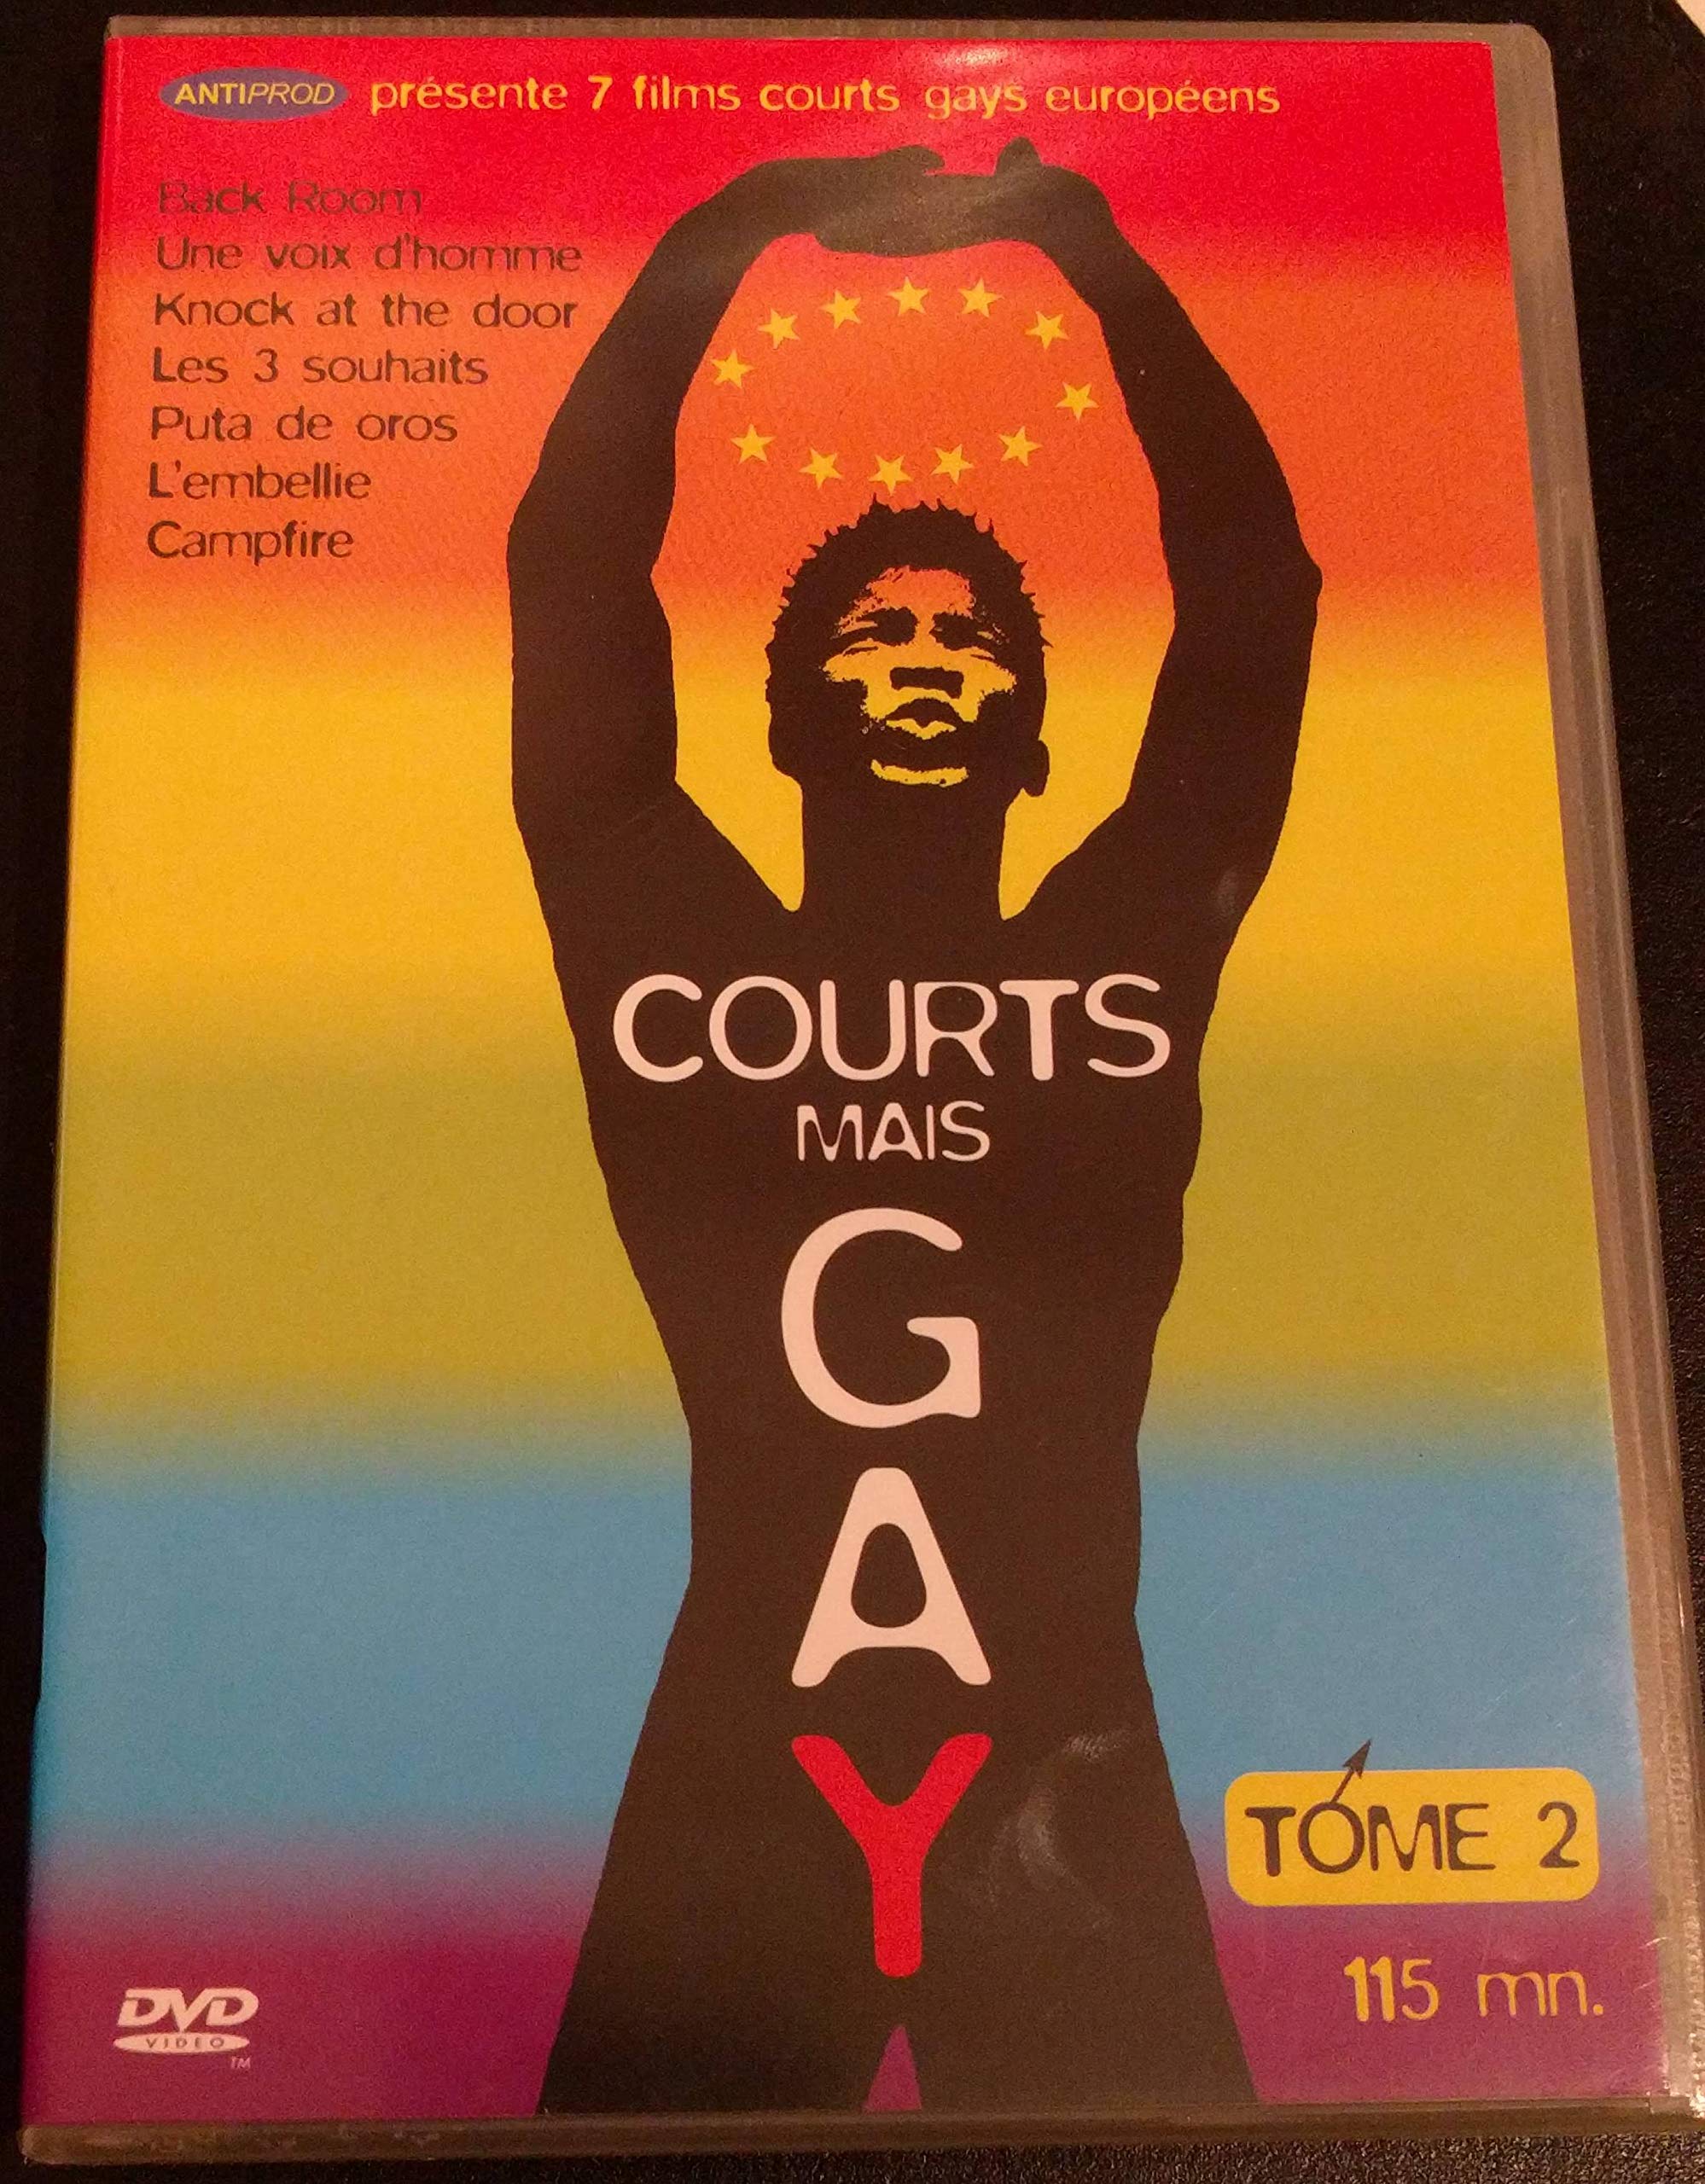 ANTIPROD présente 7 films courts gays européens
Back Room
Une voix d'homme
Knock at the door
Les 3 souhaits
Puta de oros
L'embellie
Campfire
COURTS
MAIS
G
A
Y
TOME 2
115 mn.
DVD
VIDEO
TM